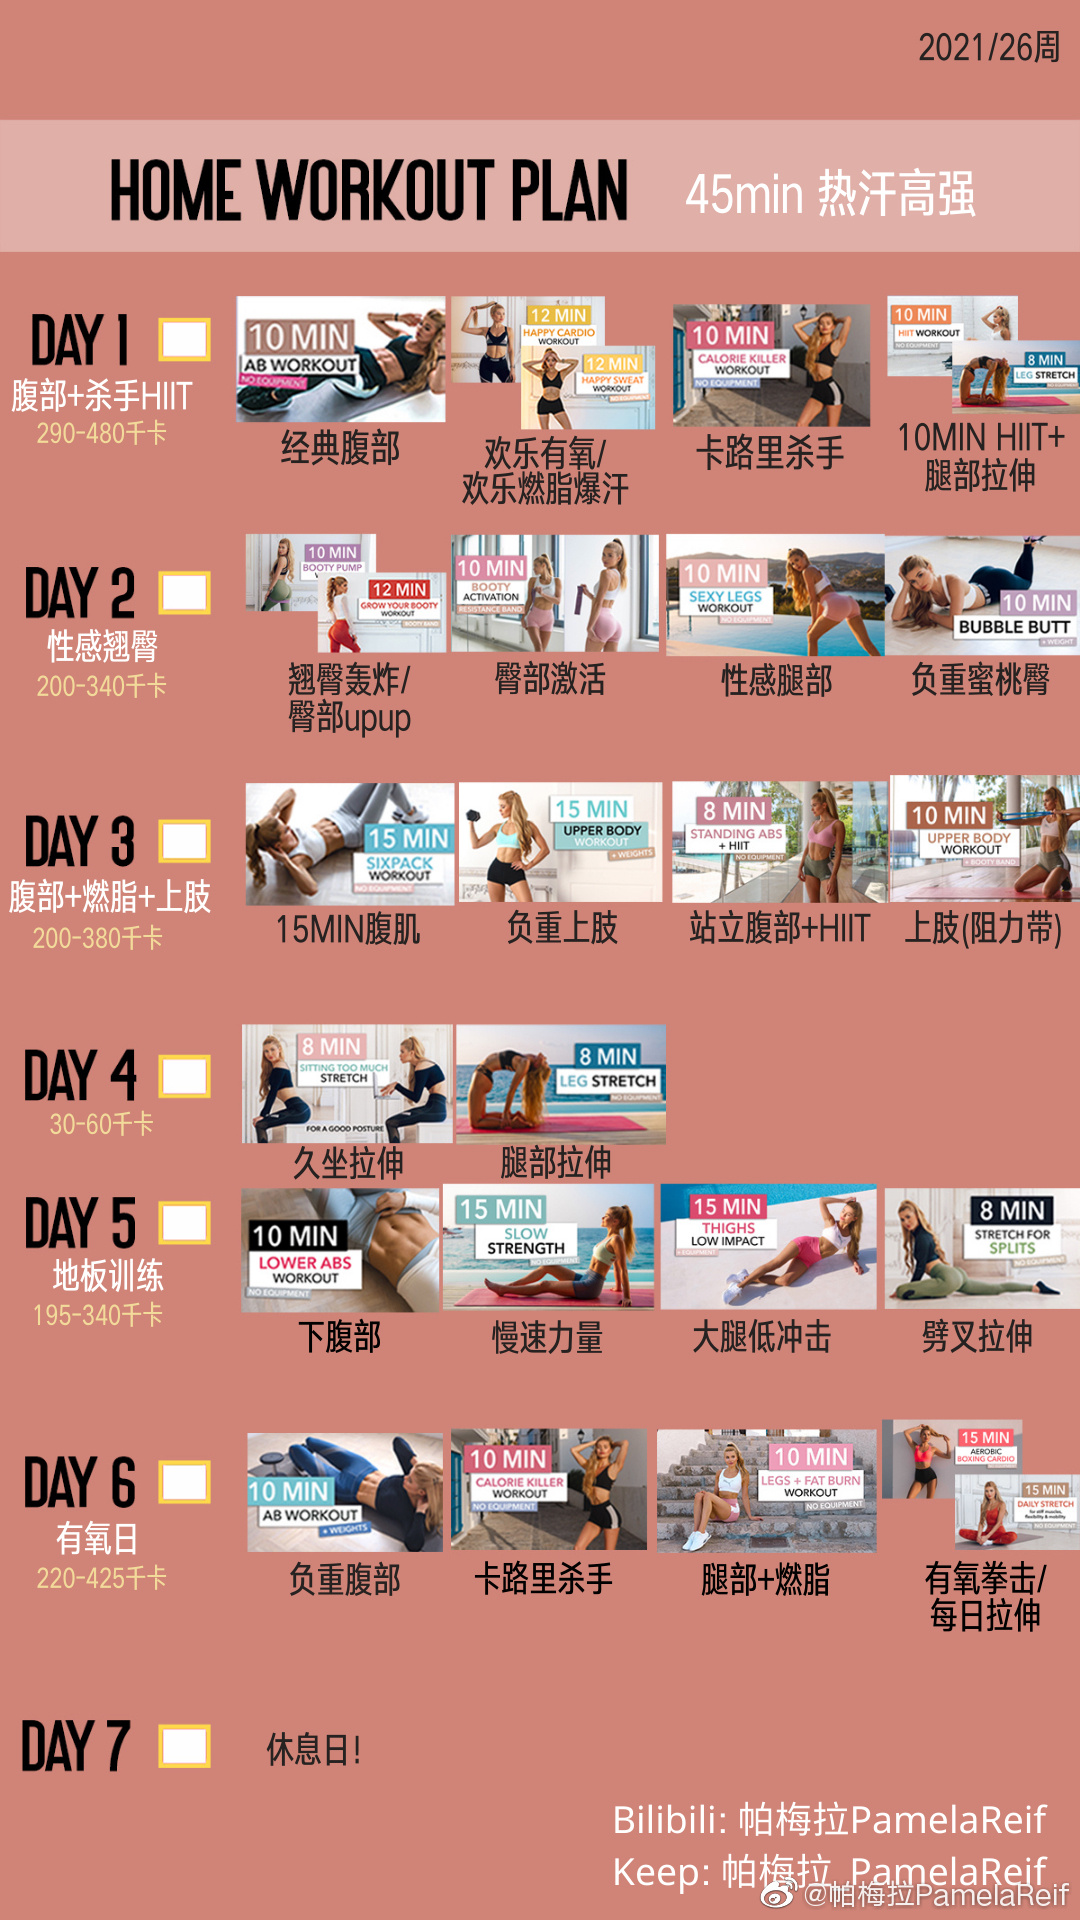 2021/26周
HOME WORKOUT PLAN 45min 热汗高强
DAY 1
腹部+杀手HIIT
290-480千卡
10 MIN
AB WORKOUT
NO EQUIPMENT
经典腹部
12 MIN
HAPPY CARDIO
WORKOUT
12 MIN
HAPPY SWEAT
WORKOUT
NO EQUIPMENT
欢乐有氧/
欢乐燃脂爆汗
10 MIN
CALORIE KILLER
WORKOUT
NO EQUIPMENT
卡路里杀手
10 MIN
HIIT WORKOUT
NO EQUIPMENT
8 MIN
LEG STRETCH
NO EQUIPMENT
10MIN HIIT+
腿部拉伸
DAY 2
性感翘臀
200-340千卡
10 MIN
BOOTY PUMP
12 MIN
GROW YOUR BOOTY
WORKOUT
BOOTY BAND
翘臀轰炸/
臀部upup
10 MIN
BOOTY
ACTIVATION
RESISTANCE BAND
臀部激活
10 MIN
SEXY LEGS
WORKOUT
NO EQUIPMENT
性感腿部
10 MIN
BUBBLE BUTT
+ WEIGHT
负重蜜桃臀
DAY 3
腹部+燃脂+上肢
200-380千卡
15 MIN
SIXPACK
WORKOUT
NO EQUIPMENT
15MIN腹肌
15 MIN
UPPER BODY
WORKOUT
+ WEIGHTS
负重上肢
8 MIN
STANDING ABS
+ HIIT
NO EQUIPMENT
站立腹部+HIIT
10 MIN
UPPER BODY
WORKOUT
+ BOOTY BAND
上肢(阻力带)
DAY 4
30-60千卡
8 MIN
SITTING TOO MUCH
STRETCH
FOR A GOOD POSTURE
久坐拉伸
8 MIN
LEG STRETCH
NO EQUIPMENT
腿部拉伸
DAY 5
地板训练
195-340千卡
10 MIN
LOWER ABS
WORKOUT
NO EQUIPMENT
下腹部
15 MIN
SLOW
STRENGTH
NO EQUIPMENT
慢速力量
15 MIN
THIGHS
LOW IMPACT
大腿低冲击
8 MIN
STRETCH FOR
SPLITS
NO EQUIPMENT
劈叉拉伸
DAY 6
有氧日
220-425千卡
10 MIN
AB WORKOUT
+ WEIGHTS
负重腹部
10 MIN
CALORIE KILLER
WORKOUT
NO EQUIPMENT
卡路里杀手
10 MIN
LEGS + FAT BURN
WORKOUT
NO EQUIPMENT
腿部+燃脂
15 MIN
AEROBIC
BOXING CARDIO
15 MIN
DAILY STRETCH
for stiff muscles,
flexibility & mobility
NO EQUIPMENT
有氧拳击/
每日拉伸
DAY 7
休息日!
Bilibili: 帕梅拉PamelaReif
Keep: 帕梅拉_PamelaReif
@帕梅拉PamelaReif